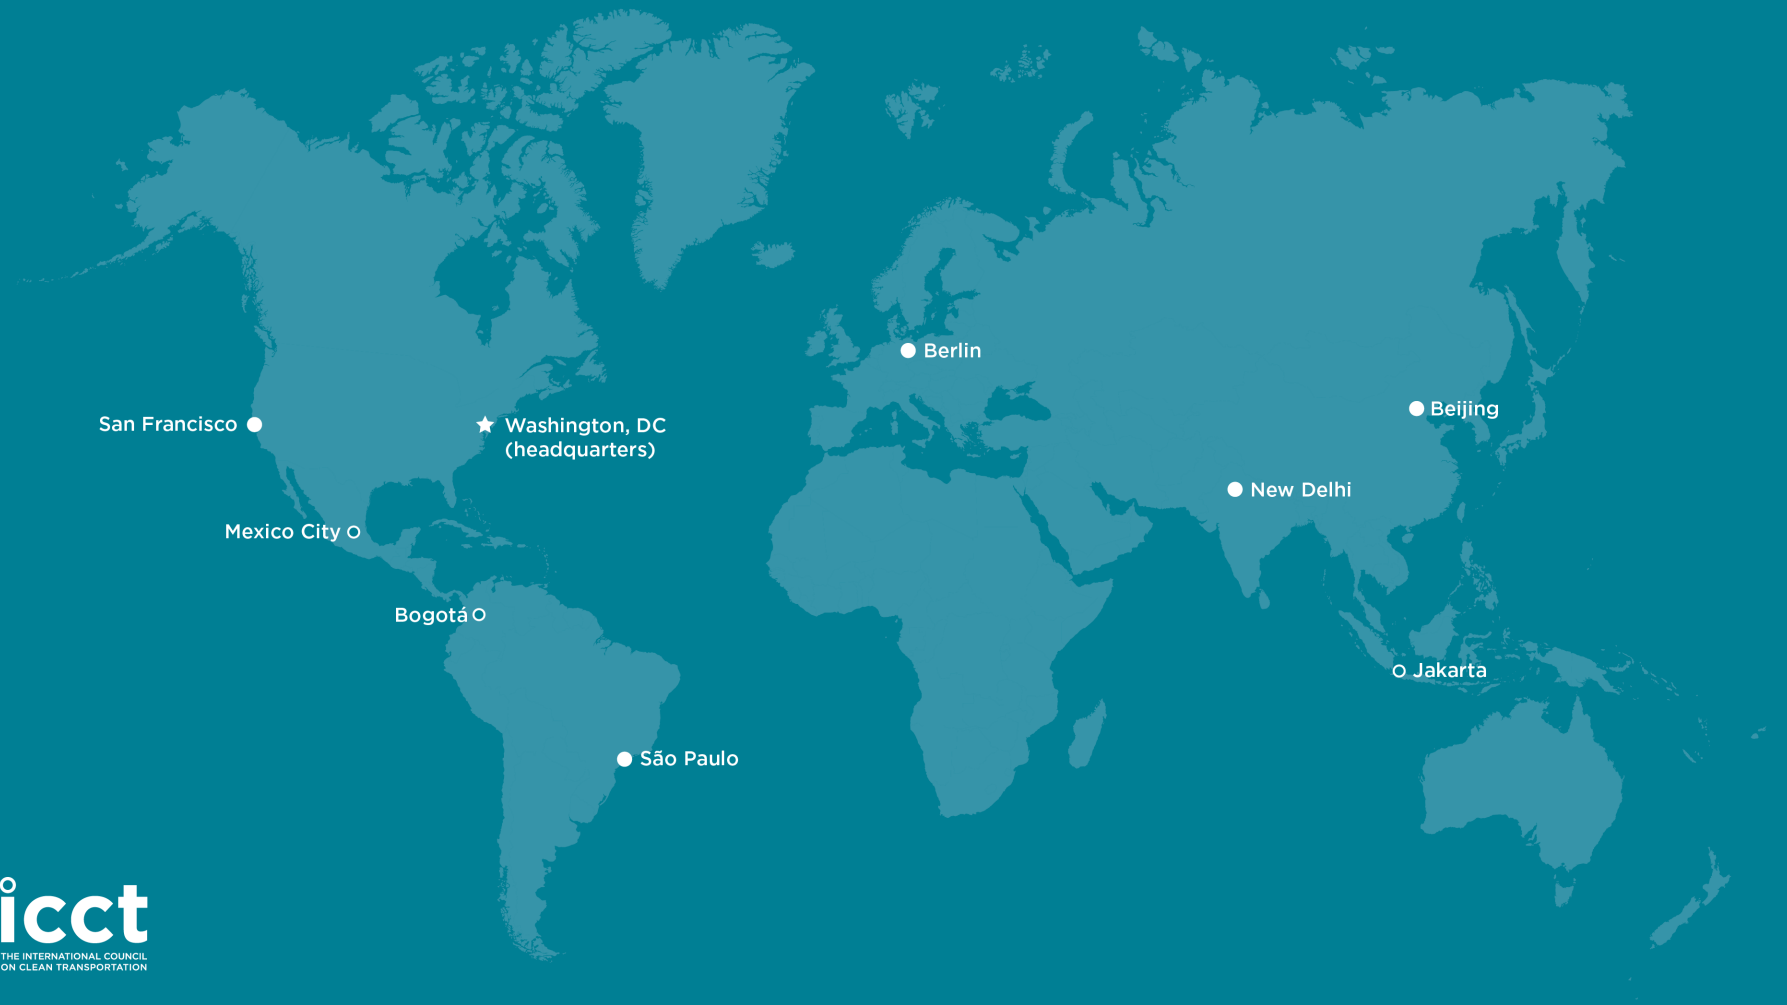 Berlin
Beijing
San Francisco
Washington, DC
(headquarters)
New Delhi
Mexico City
Bogotá
Jakarta
São Paulo
icct
THE INTERNATIONAL COUNCIL
ON CLEAN TRANSPORTATION